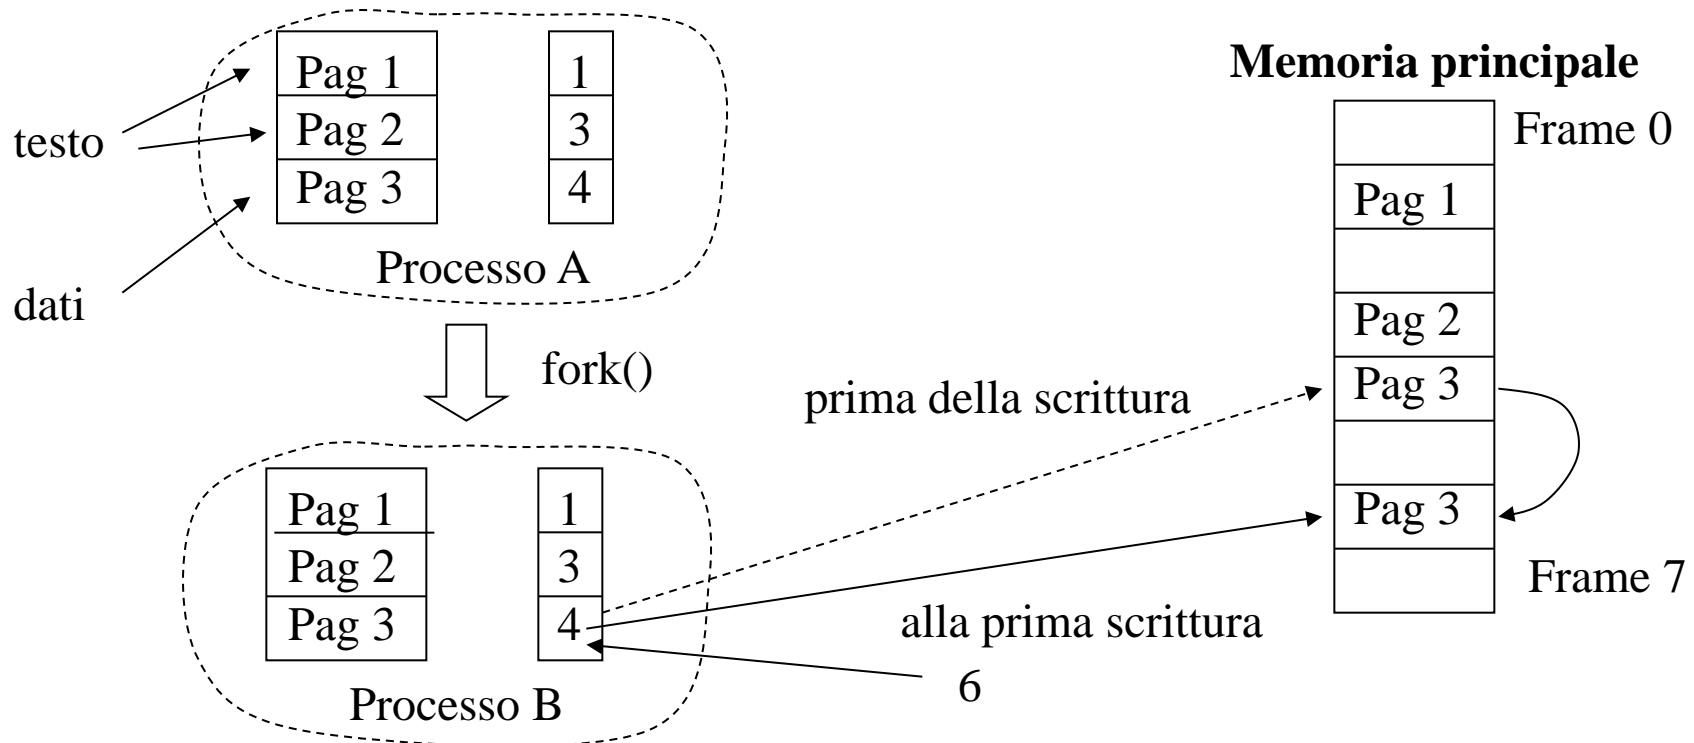 testo
dati
Pag 1
Pag 2
Pag 3
1
3
4
Processo A
fork()
Pag 1
Pag 2
Pag 3
1
3
4
Processo B
prima della scrittura
alla prima scrittura
6
Memoria principale
Frame 0
Pag 1
Pag 2
Pag 3
Pag 3
Frame 7